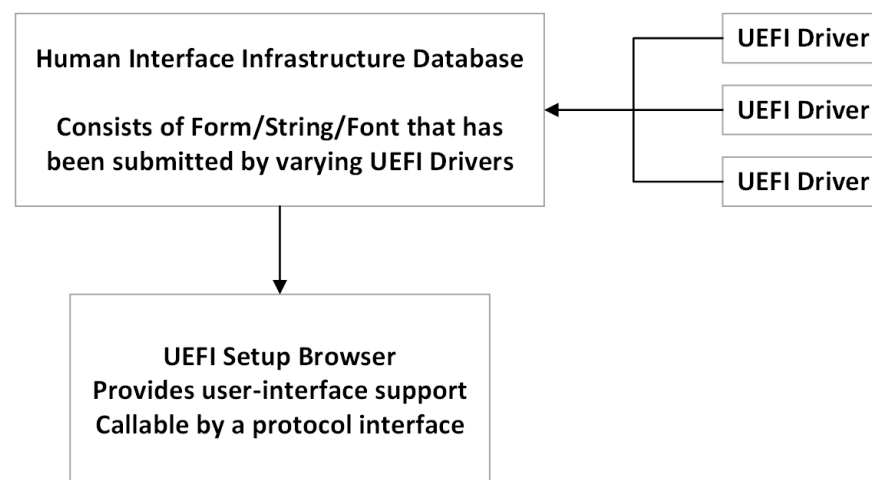 Human Interface Infrastructure Database
Consists of Form/String/Font that has
been submitted by varying UEFI Drivers
UEFI Driver
UEFI Driver
UEFI Driver
UEFI Setup Browser
Provides user-interface support
Callable by a protocol interface